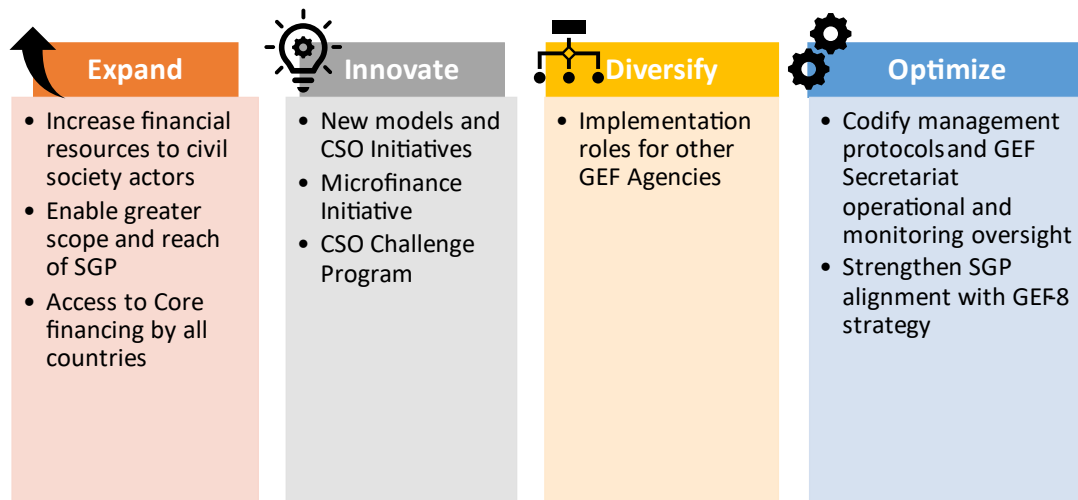 Expand
• Increase financial
resources to civil
society actors
• Enable greater
scope and reach
of SGP
• Access to Core
financing by all
countries
Innovate
• New models and
CSO Initiatives
• Microfinance
Initiative
• CSO Challenge
Program
Diversify
• Implementation
roles for other
GEF Agencies
Optimize
• Codify management
protocols and GEF
Secretariat
operational and
monitoring oversight
• Strengthen SGP
alignment with GEF-8
strategy